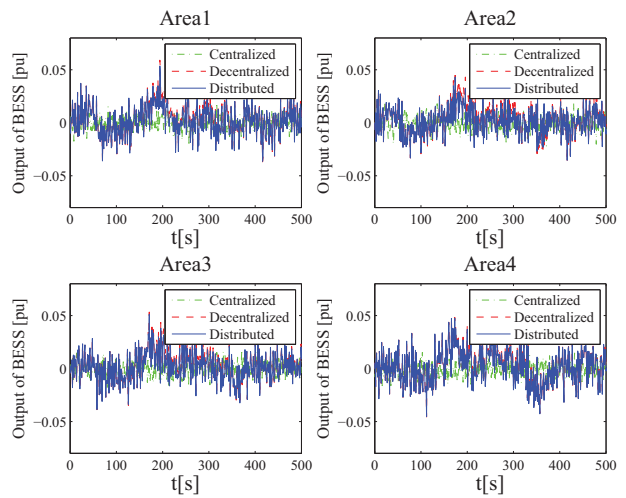 Area1
Output of BESS [pu]
0.05
0
−0.05
Centralized
Decentralized
Distributed
0 100 200 300 400 500
t[s]
Area2
Output of BESS [pu]
0.05
0
−0.05
Centralized
Decentralized
Distributed
0 100 200 300 400 500
t[s]
Area3
Output of BESS [pu]
0.05
0
−0.05
Centralized
Decentralized
Distributed
0 100 200 300 400 500
t[s]
Area4
Output of BESS [pu]
0.05
0
−0.05
Centralized
Decentralized
Distributed
0 100 200 300 400 500
t[s]